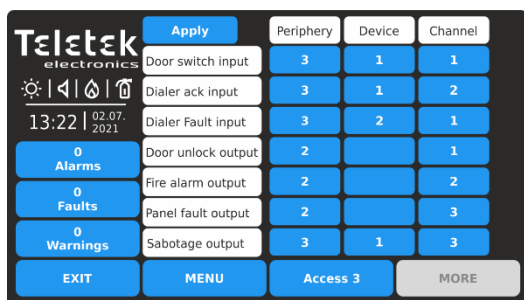 Teletek
electronics
13:22 02.07.
2021
0
Alarms
0
Faults
0
Warnings
Apply Periphery Device Channel
Door switch input 3 1 1
Dialer ack input 3 1 2
Dialer Fault input 3 2 1
Door unlock output 2 1
Fire alarm output 2 2
Panel fault output 2 3
Sabotage output 3 1 3
EXIT MENU Access 3 MORE